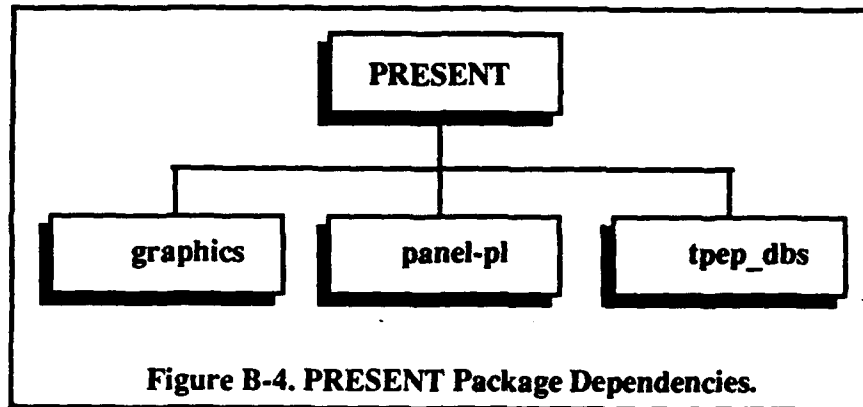 PRESENT
graphics
panel-pl
tpep_dbs
Figure B-4. PRESENT Package Dependencies.